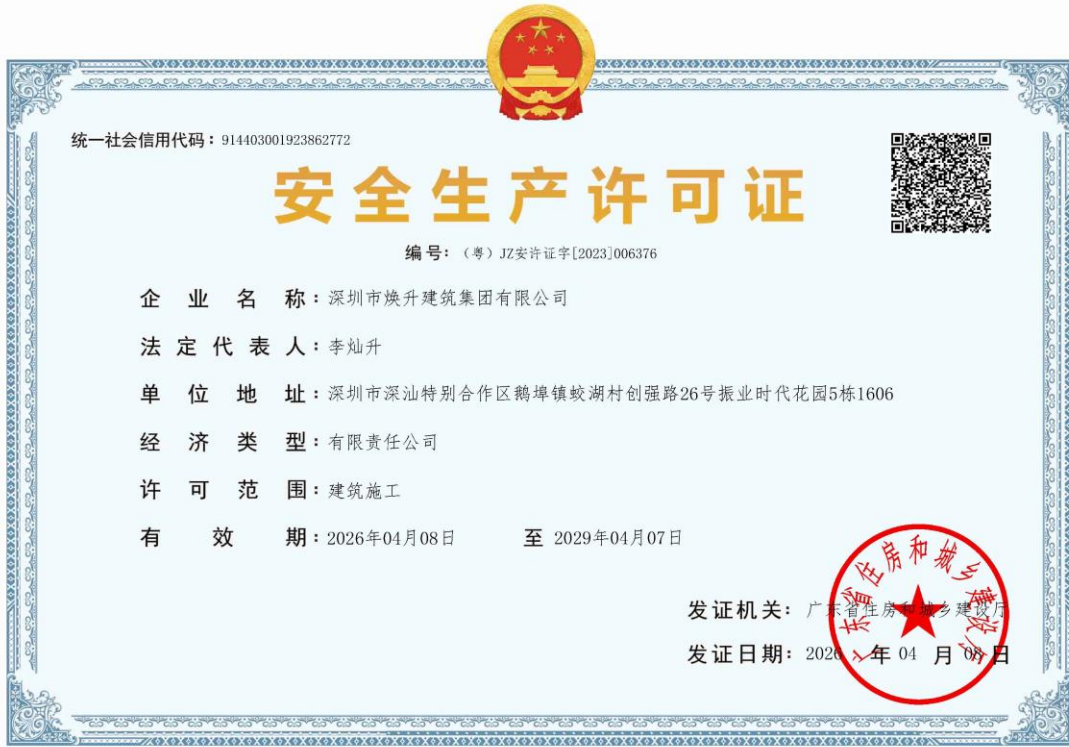 统一社会信用代码：914403001923862772
安全生产许可证
编号：（粤）JZ安许证字[2023]006376
企业名称：深圳市焕升建筑集团有限公司
法定代表人：李灿升
单位地址：深圳市深汕特别合作区鹅埠镇蛟湖村创强路26号振业时代花园5栋1606
经济类型：有限责任公司
许可范围：建筑施工
有效期：2026年04月08日 至 2029年04月07日
发证机关：广东省住房和城乡建设厅
发证日期：2026年04月08日
广东省住房和城乡建设厅